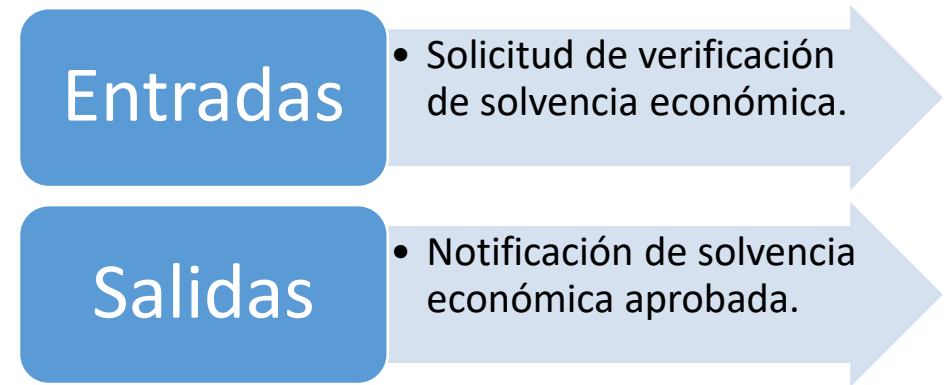 Entradas
• Solicitud de verificación
de solvencia económica.
Salidas
• Notificación de solvencia
económica aprobada.